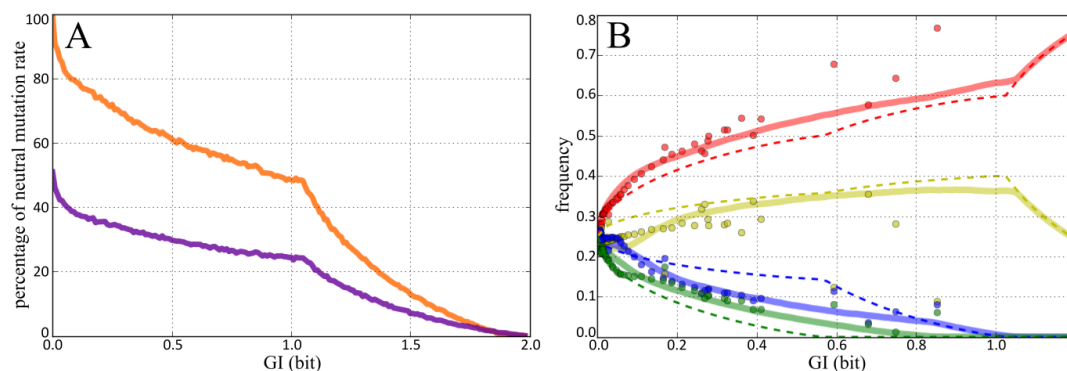 A
percentage of neutral mutation rate
100
80
60
40
20
0
0.0 0.5 1.0 1.5 2.0
GI (bit)
B
frequency
0.8
0.7
0.6
0.5
0.4
0.3
0.2
0.1
0.0
0.0 0.2 0.4 0.6 0.8 1.0
GI (bit)